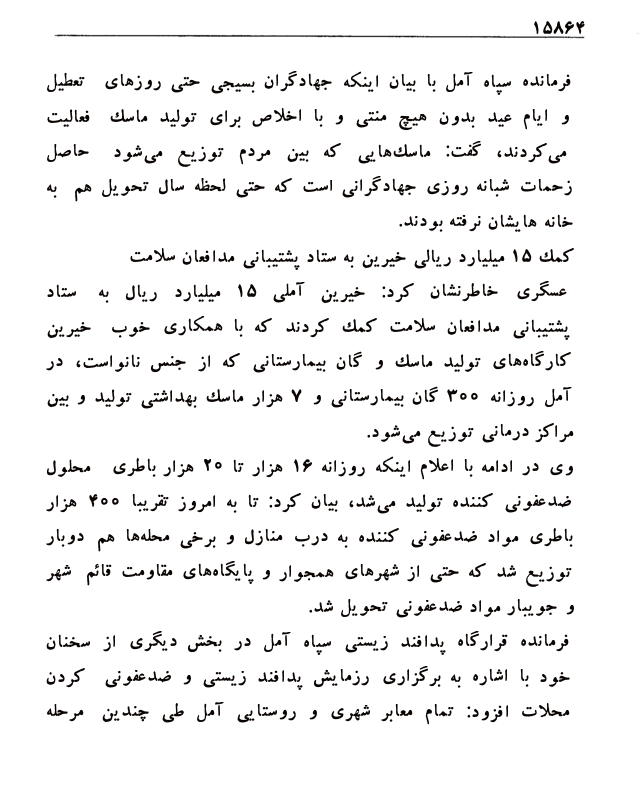 ۱۵۸۶۴
فرمانده سپاه آمل با بیان اینکه جهادگران بسیجی حتی روزهای تعطیل
و ایام عید بدون هیچ منتی و با اخلاص برای تولید ماسك فعالیت
می‌کردند، گفت: ماسك‌هایی که بین مردم توزیع می‌شود حاصل
زحمات شبانه روزی جهادگرانی است که حتی لحظه سال تحویل هم به
خانه هایشان نرفته بودند.
کمك ۱۵ میلیارد ریالی خیرین به ستاد پشتیبانی مدافعان سلامت
عسگری خاطرنشان کرد: خیرین آملی ۱۵ میلیارد ریال به ستاد
پشتیبانی مدافعان سلامت کمك کردند که با همکاری خوب خیرین
کارگاه‌های تولید ماسك و گان بیمارستانی که از جنس نانواست، در
آمل روزانه ۳۰۰ گان بیمارستانی و ۷ هزار ماسك بهداشتی تولید و بین
مراکز درمانی توزیع می‌شود.
وی در ادامه با اعلام اینکه روزانه ۱۶ هزار تا ۲۰ هزار باطری محلول
ضدعفونی کننده تولید می‌شد، بیان کرد: تا به امروز تقریبا ۴۰۰ هزار
باطری مواد ضدعفونی کننده به درب منازل و برخی محله‌ها هم دوبار
توزیع شد که حتی از شهرهای همجوار و پایگاه‌های مقاومت قائم شهر
و جویبار مواد ضدعفونی تحویل شد.
فرمانده قرارگاه پدافند زیستی سپاه آمل در بخش دیگری از سخنان
خود با اشاره به برگزاری رزمایش پدافند زیستی و ضدعفونی کردن
محلات افزود: تمام معابر شهری و روستایی آمل طی چندین مرحله